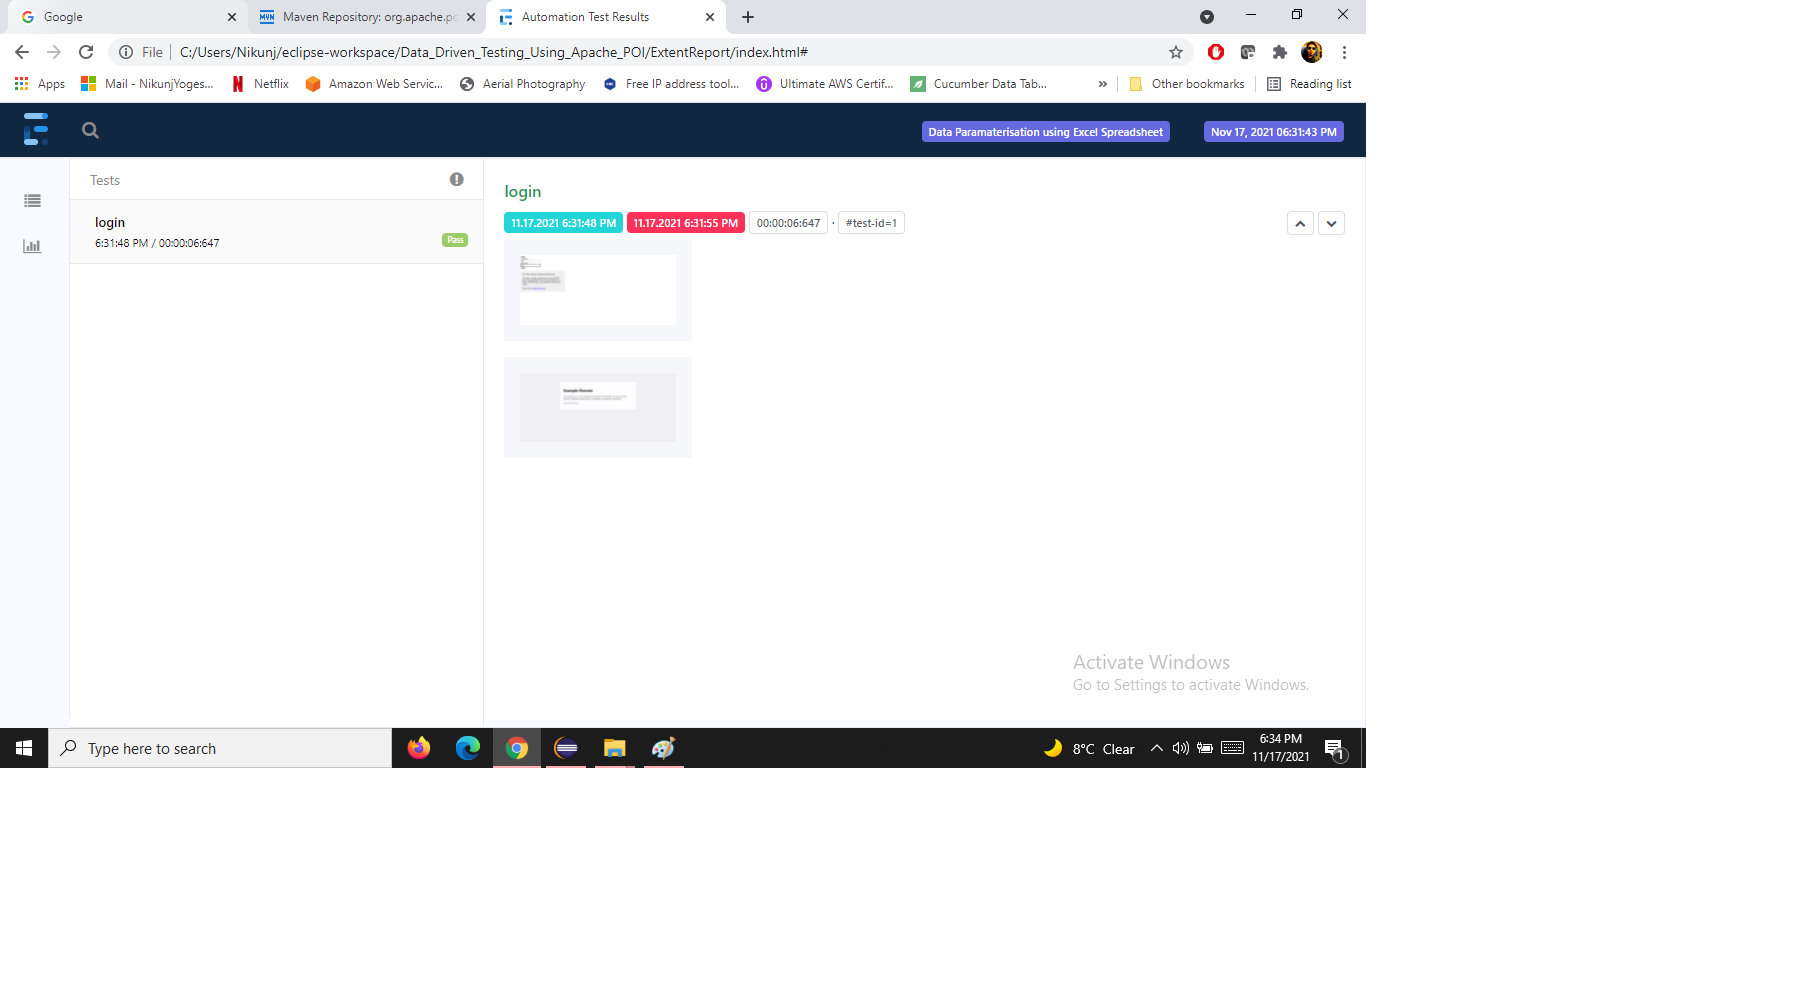 Google
Maven Repository: org.apache.po
Automation Test Results
File
C:/Users/Nikunj/eclipse-workspace/Data_Driven_Testing_Using_Apache_POI/ExtentReport/index.html#
Apps
Mail - NikunjYoges...
Netflix
Amazon Web Servic...
Aerial Photography
Free IP address tool...
Ultimate AWS Certif...
Cucumber Data Tab...
»
Other bookmarks
Reading list
Data Paramaterisation using Excel Spreadsheet
Nov 17, 2021 06:31:43 PM
Tests
login
6:31:48 PM / 00:00:06:647
Pass
login
11.17.2021 6:31:48 PM
11.17.2021 6:31:55 PM
00:00:06:647
· #test-id=1
Example Domain
Activate Windows
Go to Settings to activate Windows.
Type here to search
8°C Clear
6:34 PM
11/17/2021
1